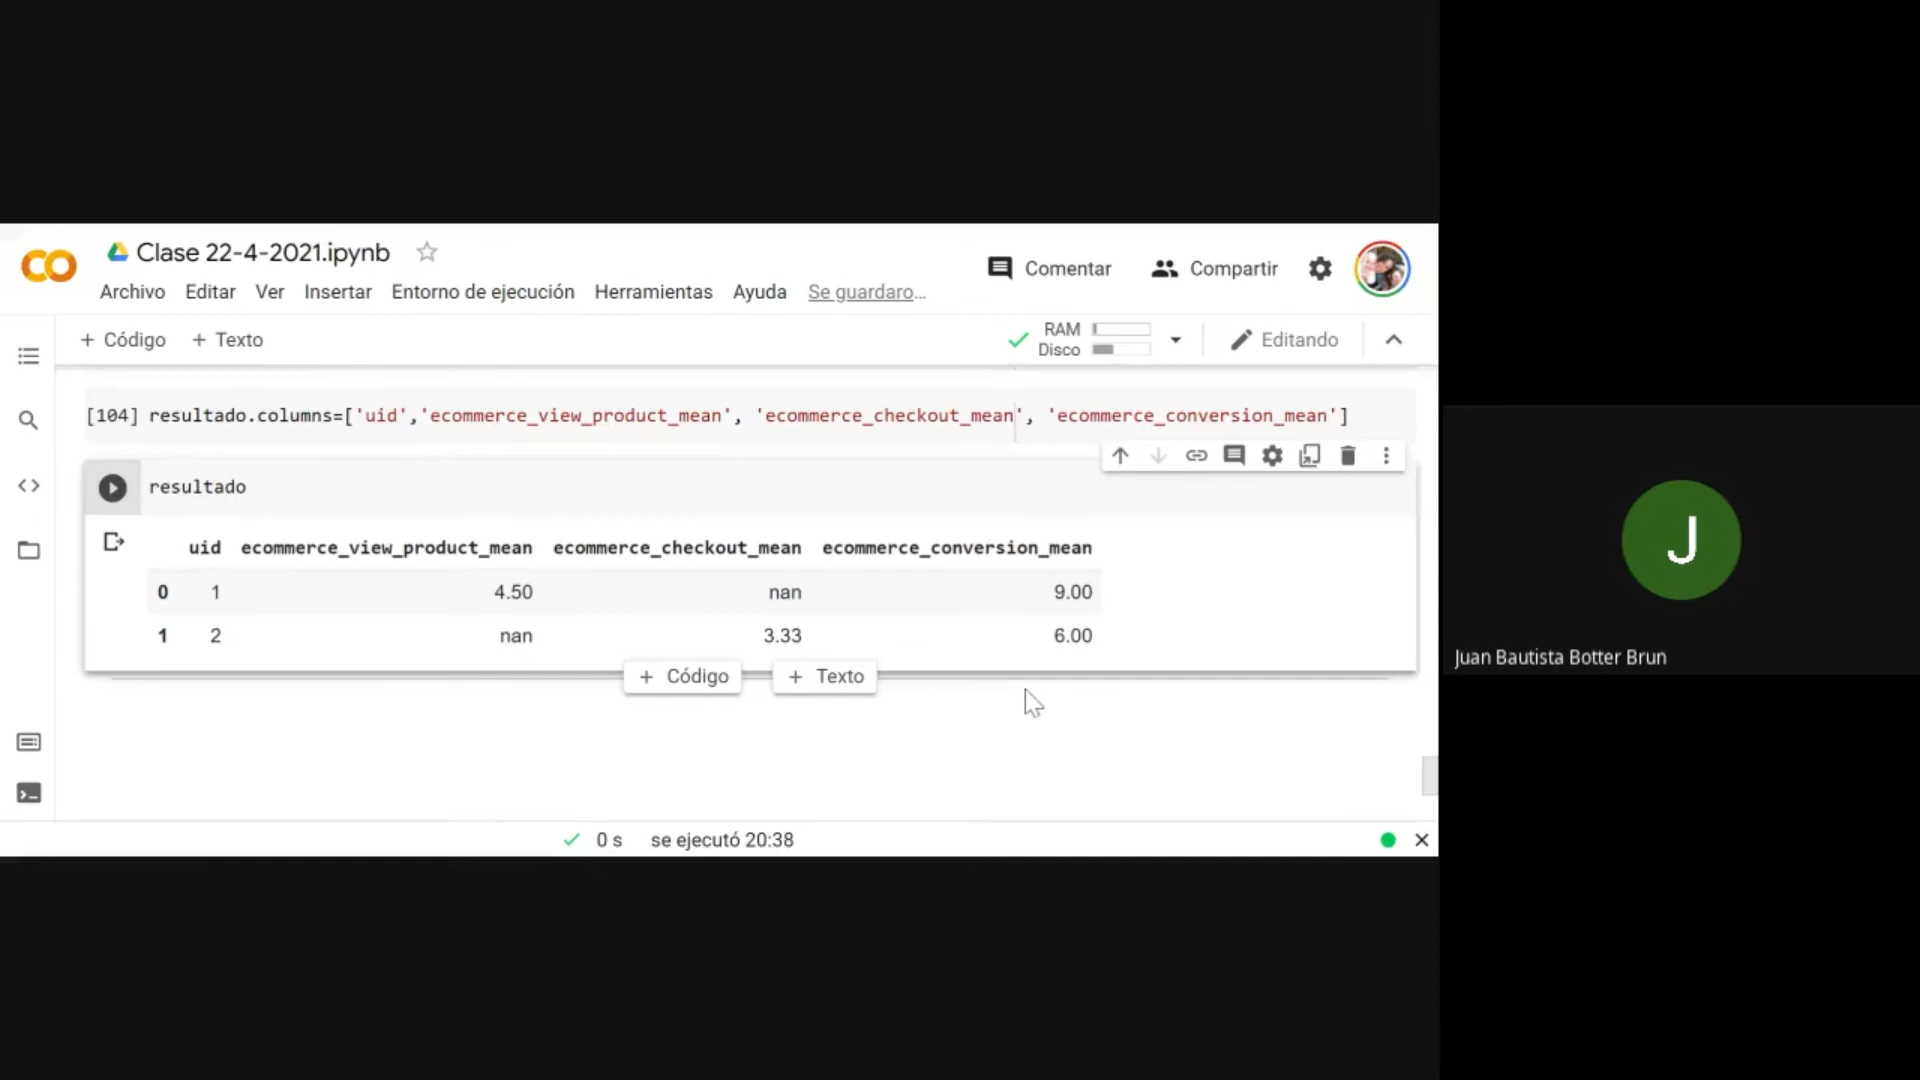 Clase 22-4-2021.ipynb
Comentar
Compartir
Archivo Editar Ver Insertar Entorno de ejecución Herramientas Ayuda Se guardaro...
+ Código + Texto
RAM
Disco
Editando
[104] resultado.columns=['uid','ecommerce_view_product_mean', 'ecommerce_checkout_mean', 'ecommerce_conversion_mean']
resultado
uid ecommerce_view_product_mean ecommerce_checkout_mean ecommerce_conversion_mean
0 1 4.50 nan 9.00
1 2 nan 3.33 6.00
+ Código + Texto
0 s se ejecutó 20:38
J
Juan Bautista Botter Brun